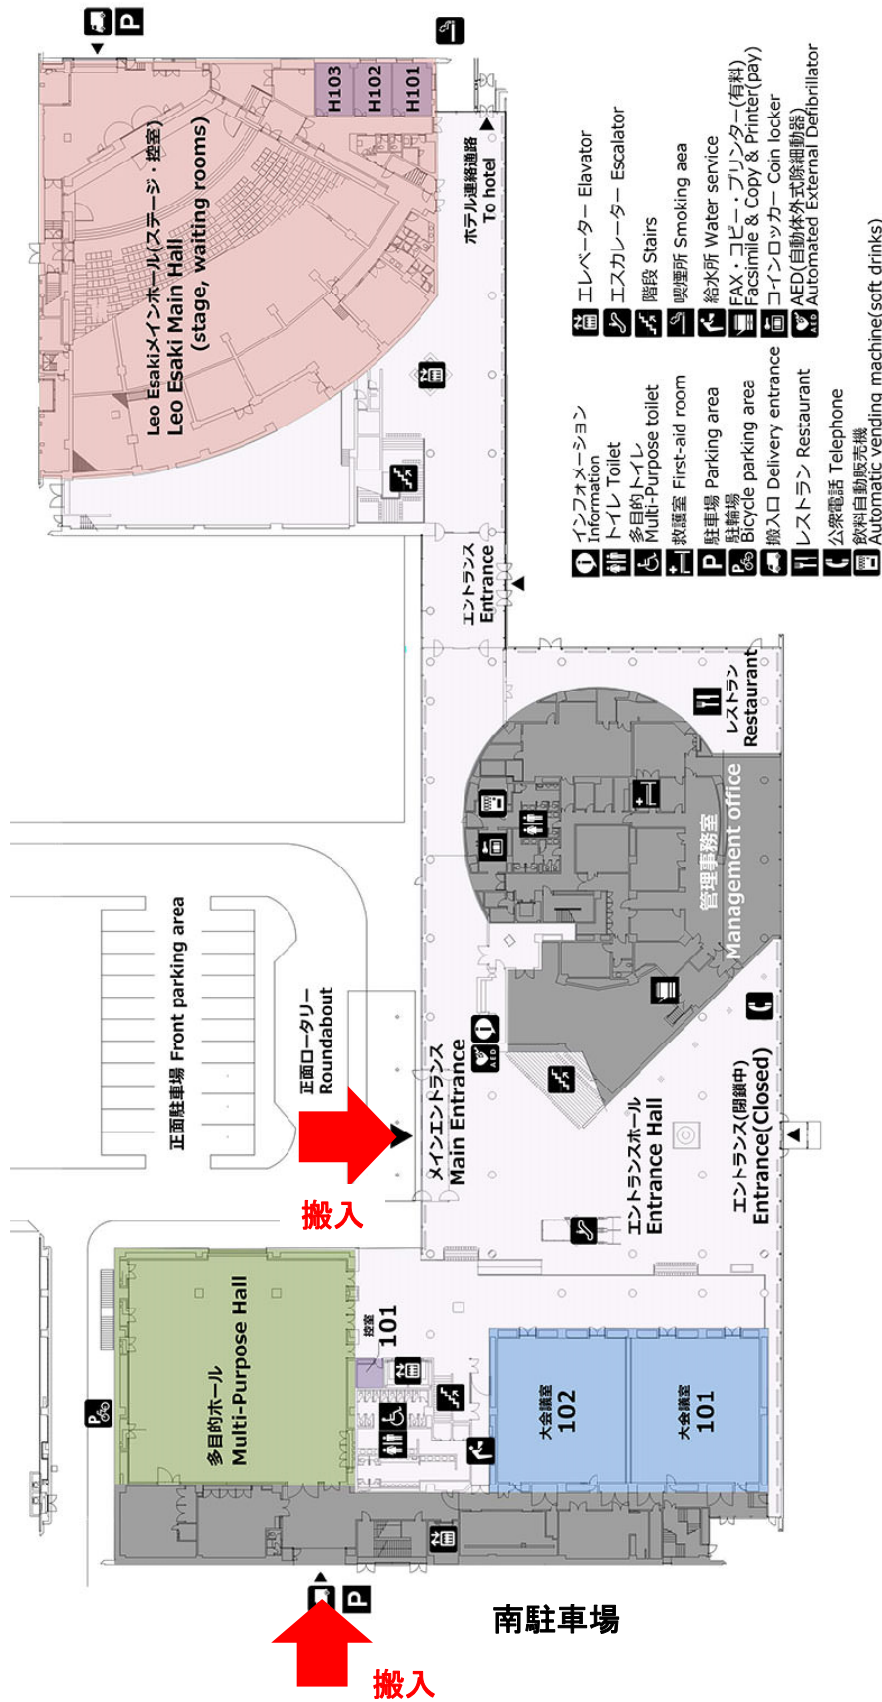 P
H103
H102
H101
Leo Esakiメインホール(ステージ・控室)
Leo Esaki Main Hall
(stage, waiting rooms)
ホテル連絡通路
To hotel
エレベーター Elavator
エスカレーター Escalator
階段 Stairs
喫煙所 Smoking aea
給水所 Water service
FAX・コピー・プリンター(有料)
Facsimile & Copy & Printer(pay)
コインロッカー Coin locker
AED(自動体外式除細動器)
Automated External Defibrillator
AED
インフォメーション
Information
トイレ Toilet
多目的トイレ
Multi-Purpose toilet
救護室 First-aid room
P
駐車場 Parking area
P
駐輪場
Bicycle parking area
搬入口 Delivery entrance
レストラン Restaurant
公衆電話 Telephone
飲料自動販売機
Automatic vending machine(soft drinks)
エントランス
Entrance
レストラン
Restaurant
管理事務室
Management office
正面駐車場 Front parking area
正面ロータリー
Roundabout
メインエントランス
Main Entrance
AED
エントランスホール
Entrance Hall
エントランス(閉鎖中)
Entrance(Closed)
搬入
多目的ホール
Multi-Purpose Hall
控室
101
大会議室
102
大会議室
101
P
P
南駐車場
搬入